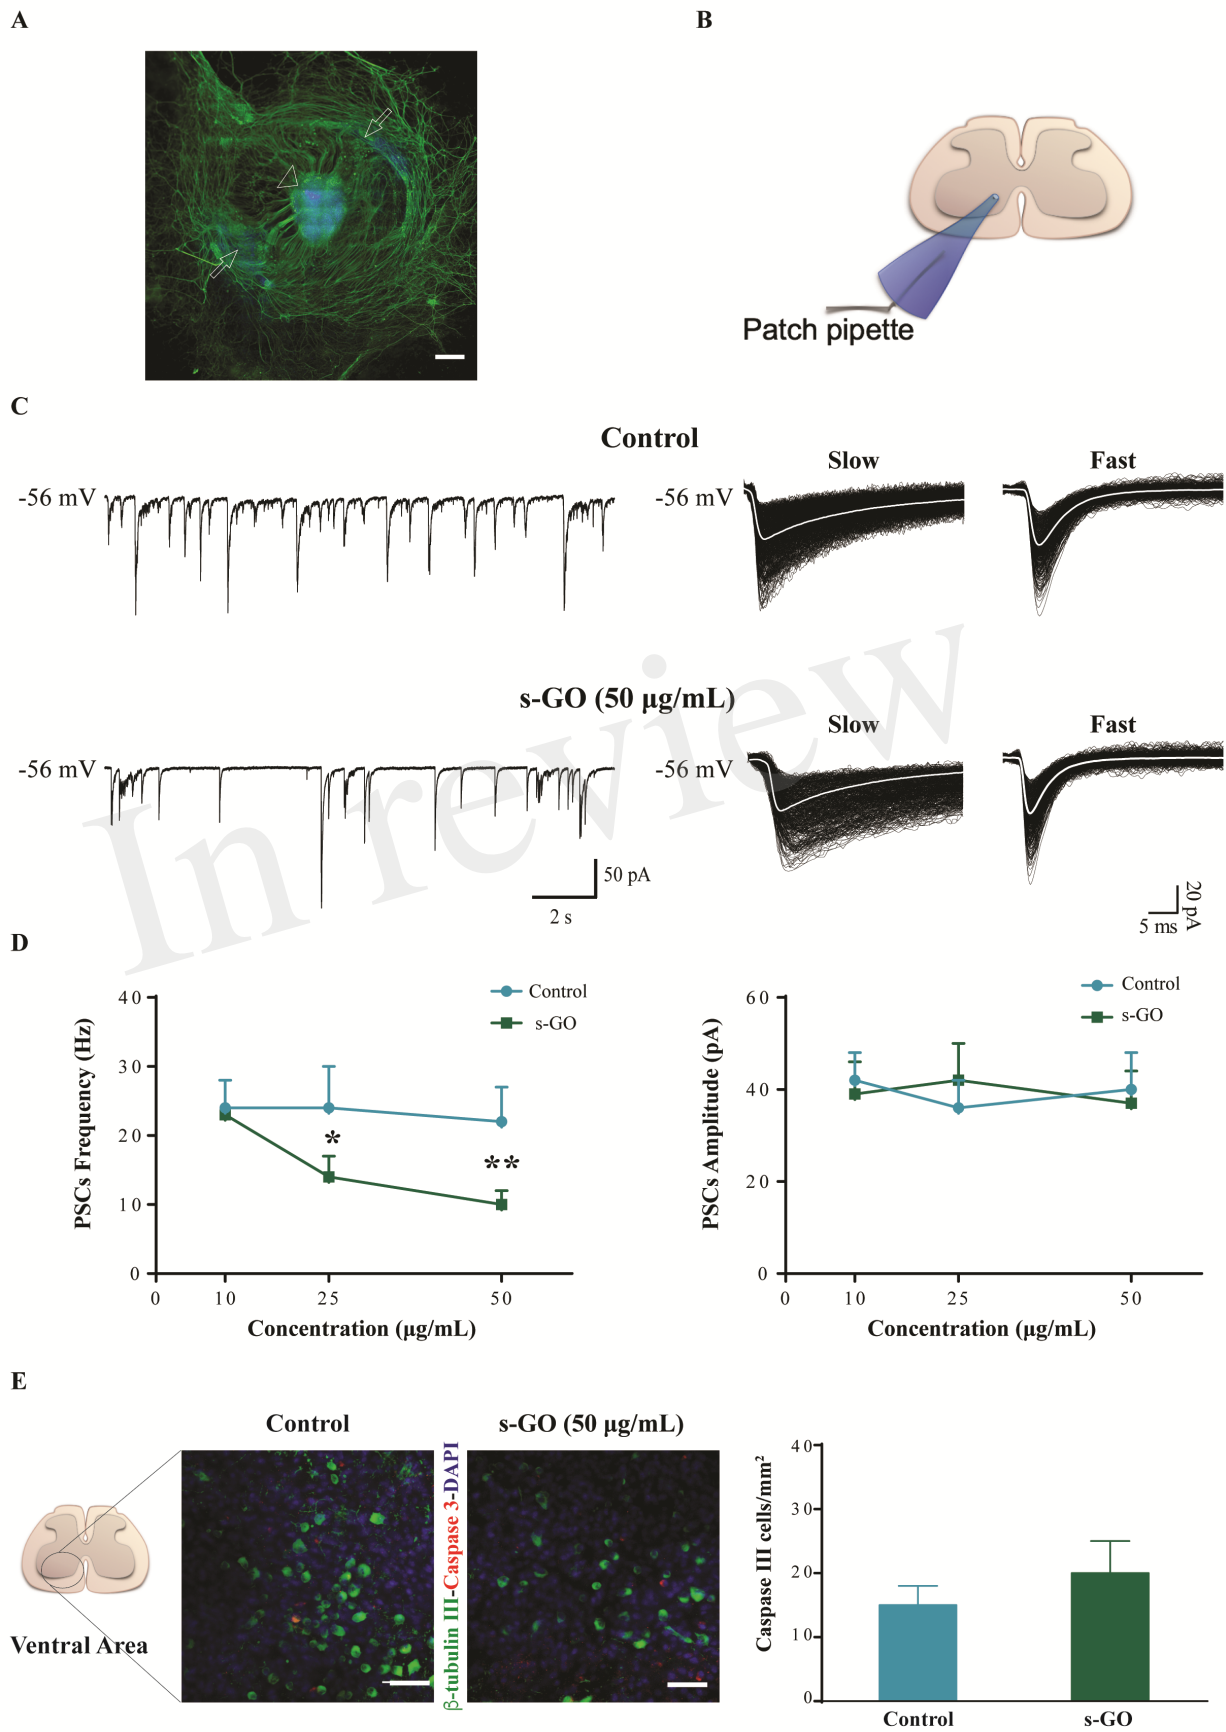 A
B
Patch pipette
C
Control
-56 mV
-56 mV
Slow
Fast
s-GO (50 µg/mL)
-56 mV
-56 mV
Slow
Fast
50 pA
2 s
20 pA
5 ms
In review
D
Control
s-GO
PSCs Frequency (Hz)
40
30
20
10
0
*
**
0 10 25 50
Concentration (µg/mL)
Control
s-GO
PSCs Amplitude (pA)
60
40
20
0
0 10 25 50
Concentration (µg/mL)
E
Control
s-GO (50 µg/mL)
Ventral Area
β-tubulin III-Caspase 3-DAPI
Caspase III cells/mm²
40
30
20
10
0
Control
s-GO